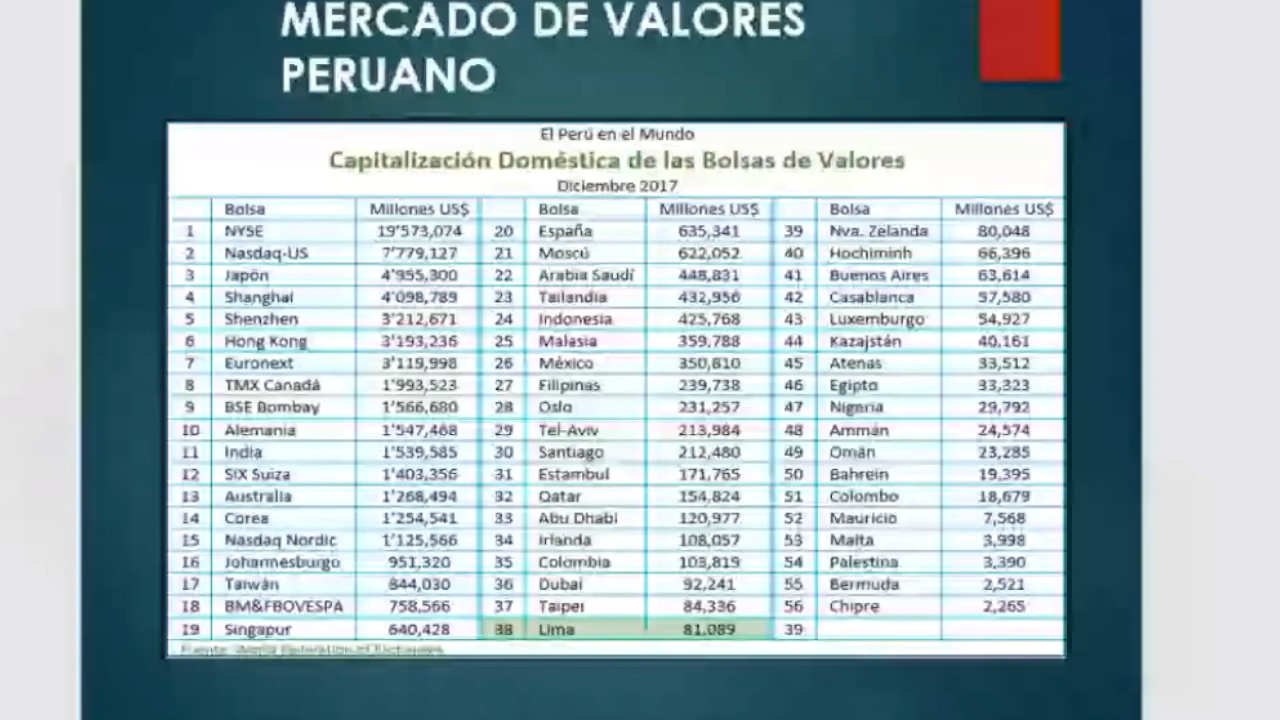 MERCADO DE VALORES
PERUANO
El Perú en el Mundo
Capitalización Doméstica de las Bolsas de Valores
Diciembre 2017
Bolsa Millones US$ Bolsa Millones US$ Bolsa Millones US$
1 NYSE 19'573,074 20 España 635,341 39 Nva. Zelanda 80,048
2 Nasdaq-US 7'779,127 21 Moscú 622,052 40 Hochiminh 66,396
3 Japón 4'955,300 22 Arabia Saudí 448,831 41 Buenos Aires 63,614
4 Shanghai 4'098,789 23 Tailandia 432,956 42 Casablanca 57,580
5 Shenzhen 3'212,671 24 Indonesia 425,768 43 Luxemburgo 54,927
6 Hong Kong 3'193,236 25 Malasia 359,788 44 Kazajstán 40,161
7 Euronext 3'119,998 26 México 350,810 45 Atenas 33,512
8 TMX Canadá 1'993,523 27 Filipinas 239,738 46 Egipto 33,323
9 BSE Bombay 1'566,680 28 Oslo 231,257 47 Nigeria 29,792
10 Alemania 1'547,468 29 Tel-Aviv 213,984 48 Ammán 24,574
11 India 1'539,585 30 Santiago 212,480 49 Omán 23,285
12 SIX Suiza 1'403,356 31 Estambul 171,765 50 Bahrein 19,395
13 Australia 1'268,494 32 Qatar 154,824 51 Colombo 18,679
14 Corea 1'254,541 33 Abu Dhabi 120,977 52 Mauricio 7,568
15 Nasdaq Nordic 1'125,566 34 Irlanda 108,057 53 Malta 3,998
16 Johannesburgo 951,320 35 Colombia 103,819 54 Palestina 3,390
17 Taiwán 844,030 36 Dubai 92,241 55 Bermuda 2,521
18 BM&FBOVESPA 758,566 37 Taipei 84,336 56 Chipre 2,265
19 Singapur 640,428 38 Lima 81,089 39
Fuente: World Federation of Exchanges